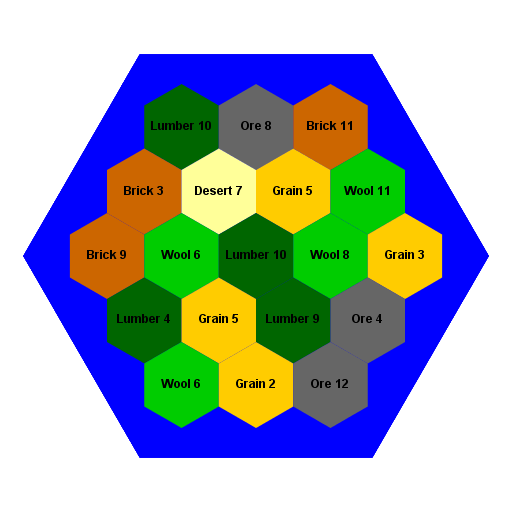 Lumber 10 Ore 8 Brick 11
Brick 3 Desert 7 Grain 5 Wool 11
Brick 9 Wool 6 Lumber 10 Wool 8 Grain 3
Lumber 4 Grain 5 Lumber 9 Ore 4
Wool 6 Grain 2 Ore 12